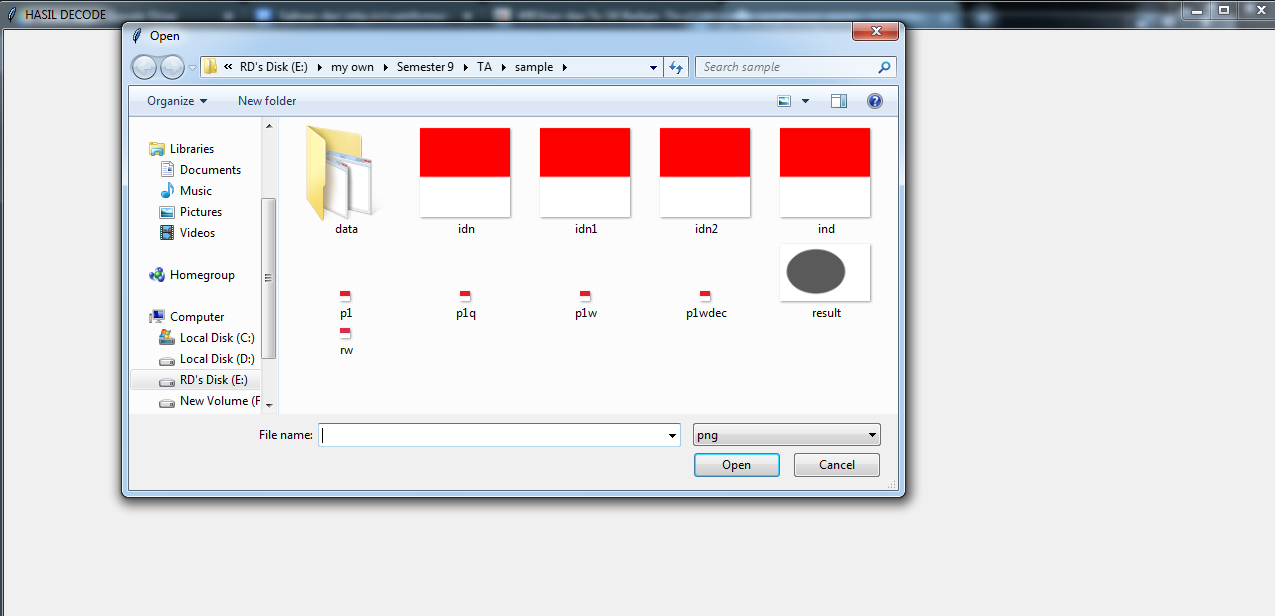 HASIL DECODE
Open
« RD's Disk (E:) ▸ my own ▸ Semester 9 ▸ TA ▸ sample ▸
Search sample
Organize
New folder
Libraries
Documents
Music
Pictures
Videos
Homegroup
Computer
Local Disk (C:)
Local Disk (D:)
RD's Disk (E:)
New Volume (F
data
idn
idn1
idn2
ind
p1
p1q
p1w
p1wdec
result
rw
File name:
png
Open
Cancel